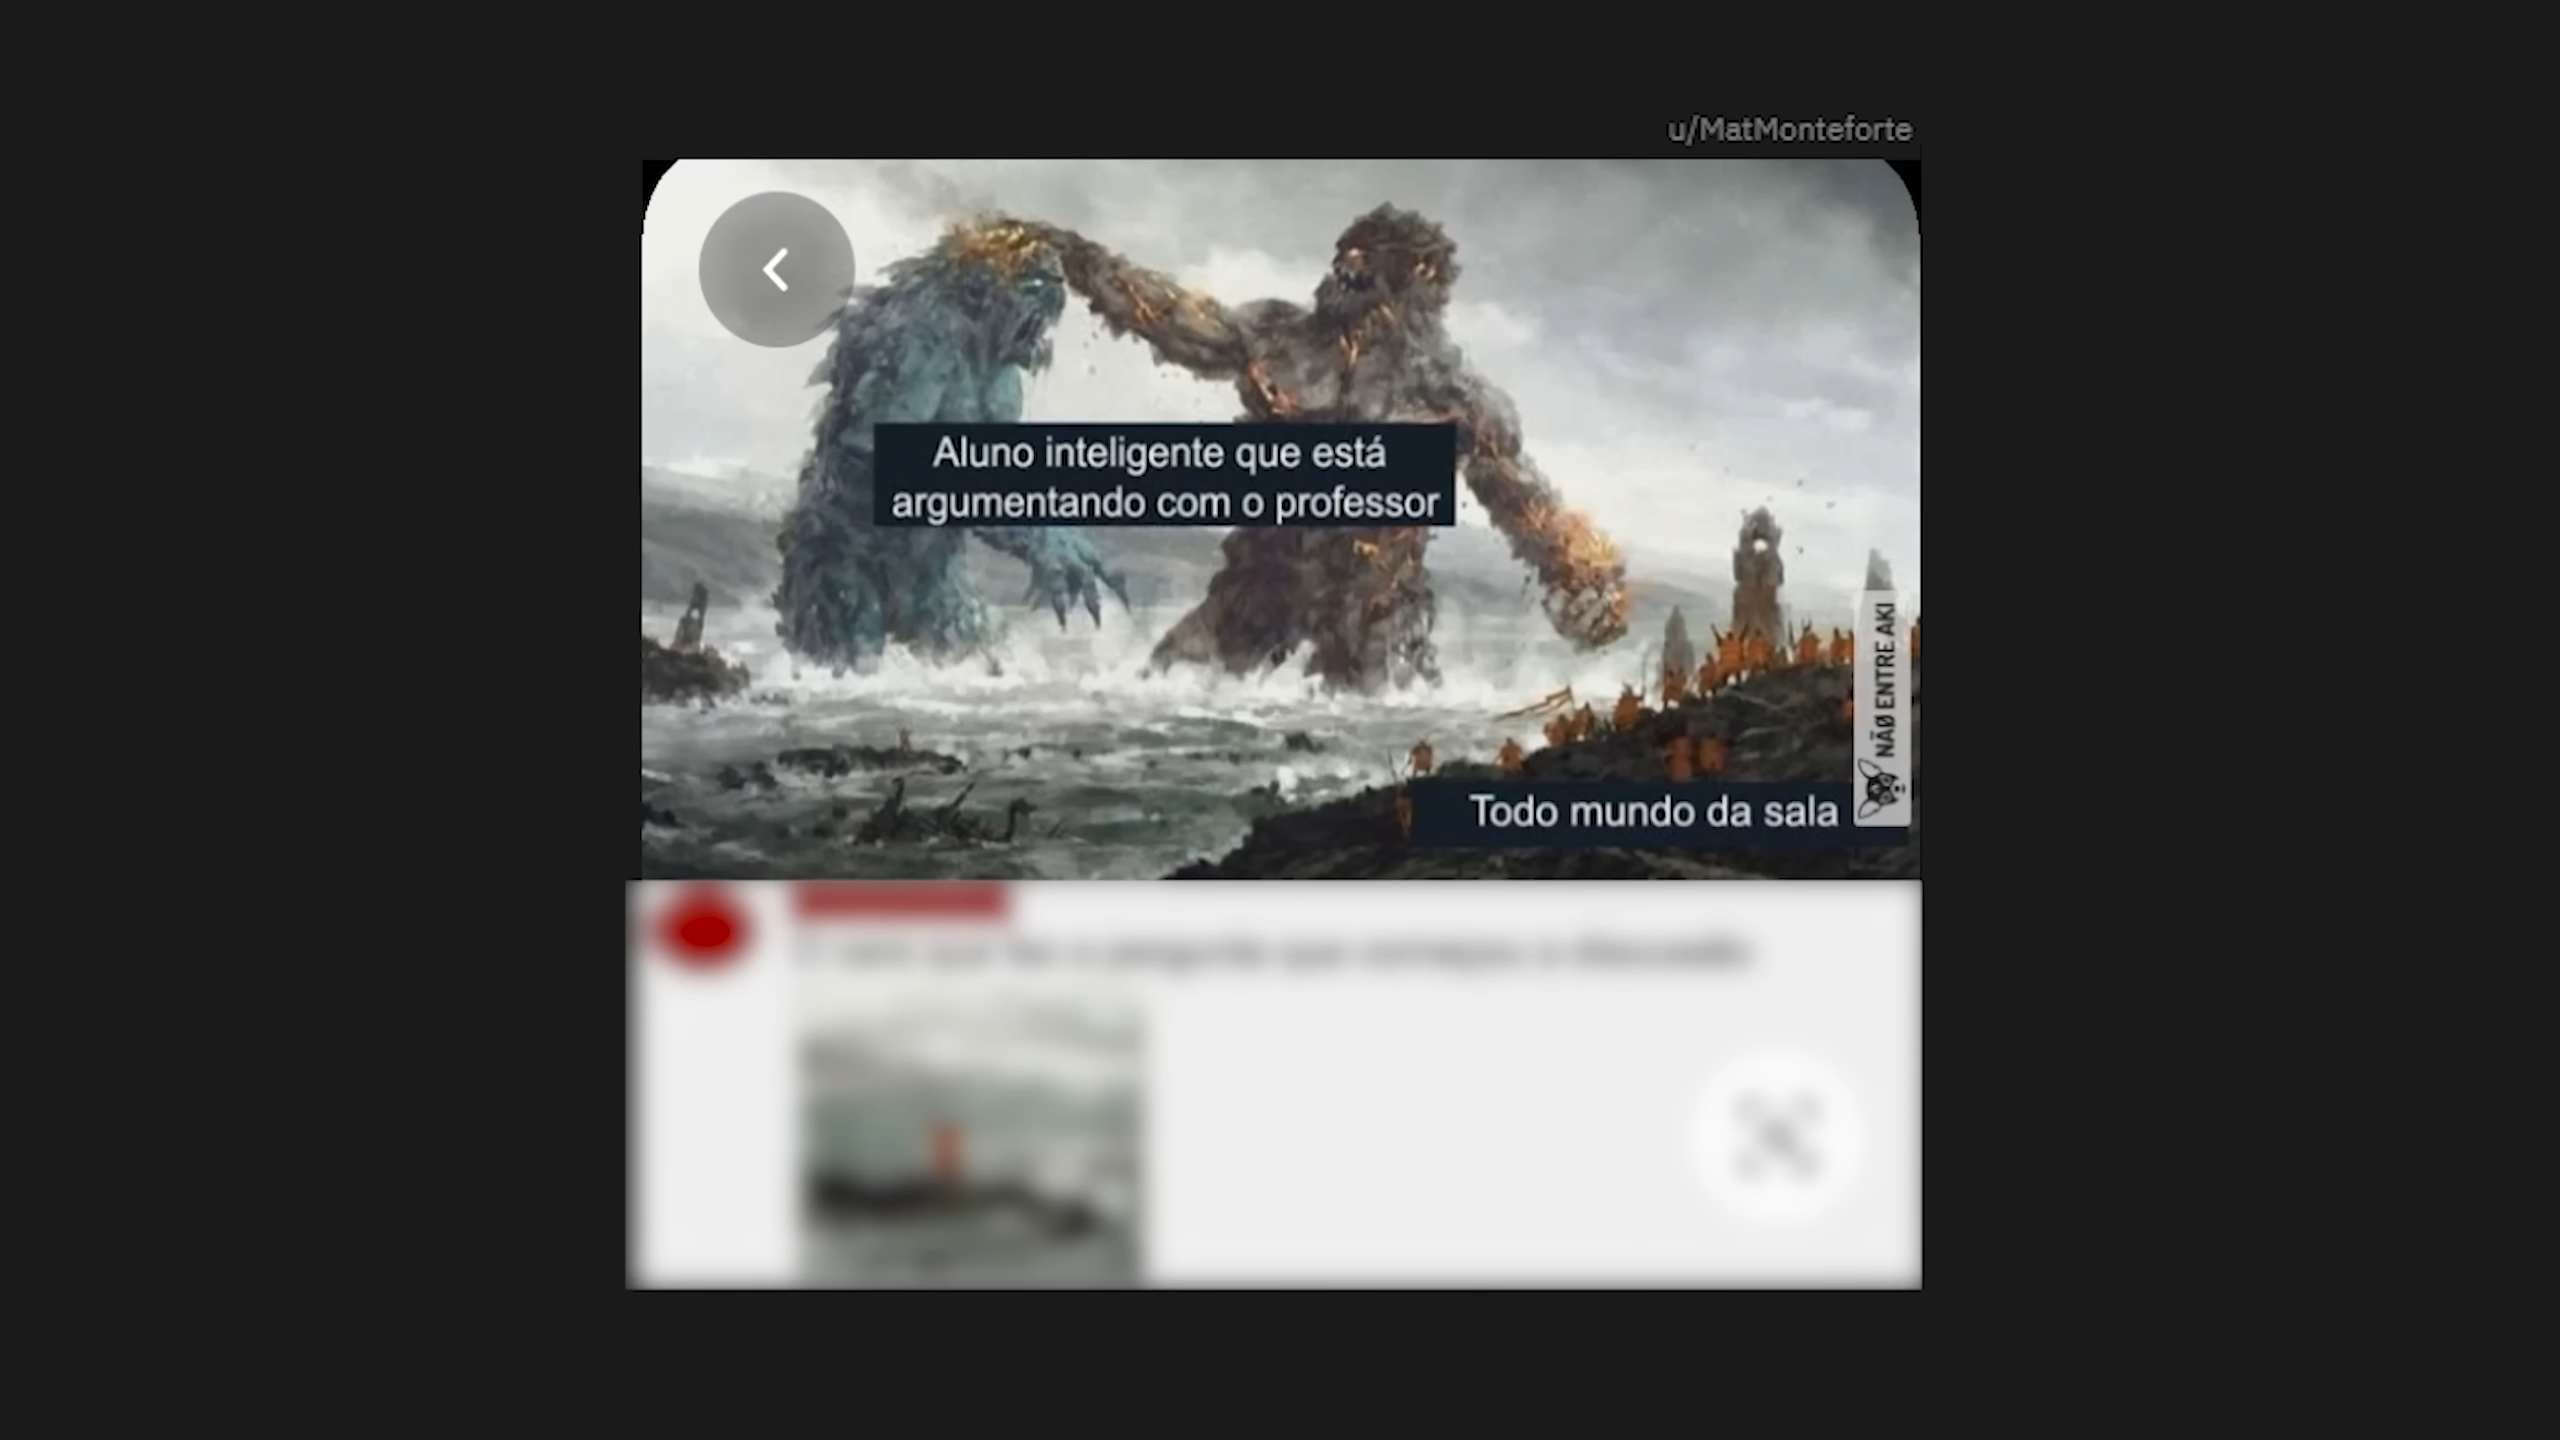 u/MatMonteforte
Aluno inteligente que está
argumentando com o professor
NÃØ ENTRE AKI
Todo mundo da sala